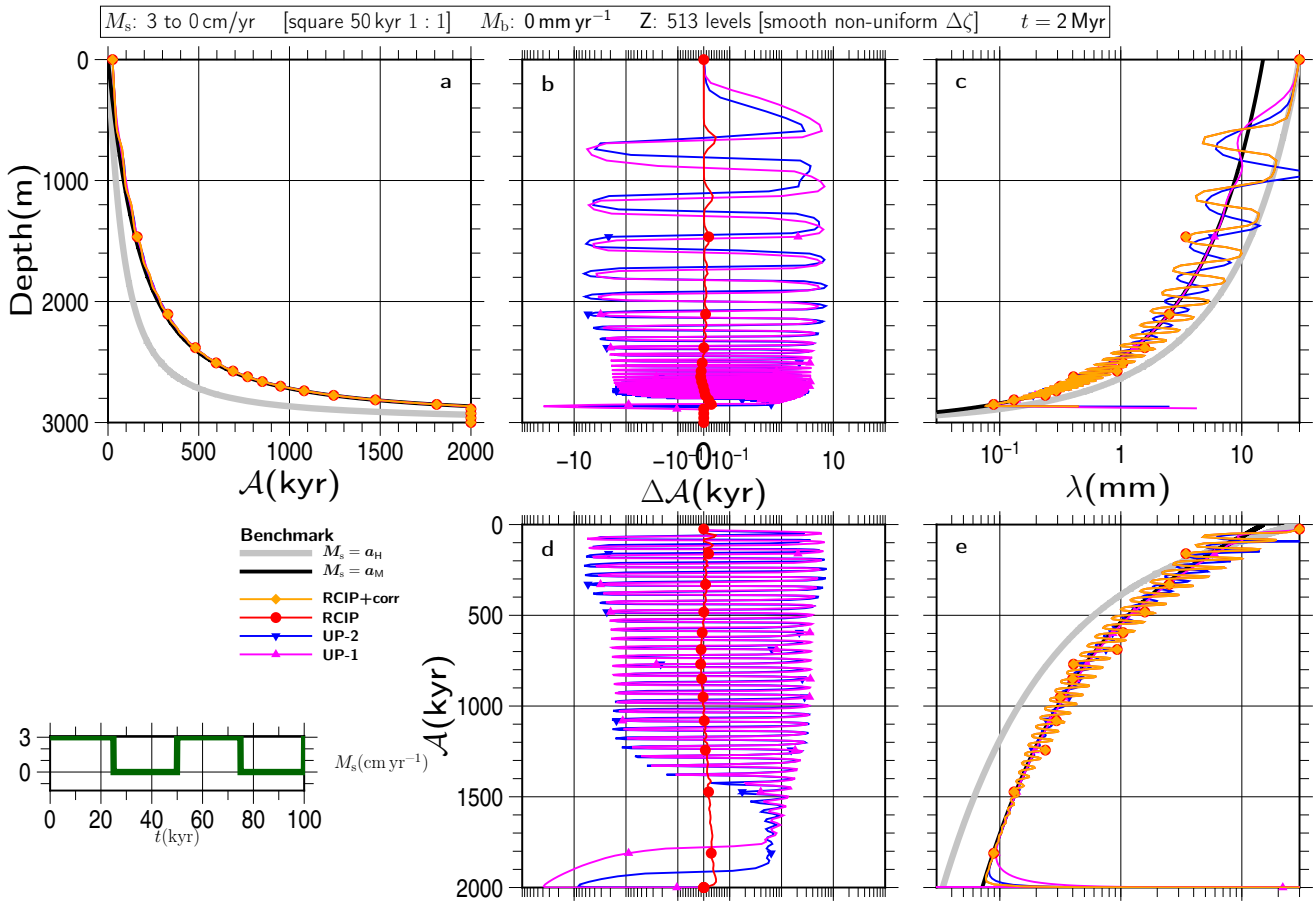 Mₛ: 3 to 0 cm/yr [square 50 kyr 1 : 1] M_b: 0 mm yr⁻¹ Z: 513 levels [smooth non-uniform Δζ] t = 2 Myr
a
b
c
0
1000
2000
3000
Depth(m)
0 500 1000 1500 2000
𝒜(kyr)
−10 −10⁻¹ 0 10⁻¹ 10
Δ𝒜(kyr)
10⁻¹ 1 10
λ(mm)
Benchmark
Mₛ = a_H
Mₛ = a_M
RCIP+corr
RCIP
UP-2
UP-1
3
0
Mₛ(cm yr⁻¹)
0 20 40 60 80 100
t(kyr)
d
e
0
500
1000
1500
2000
𝒜(kyr)